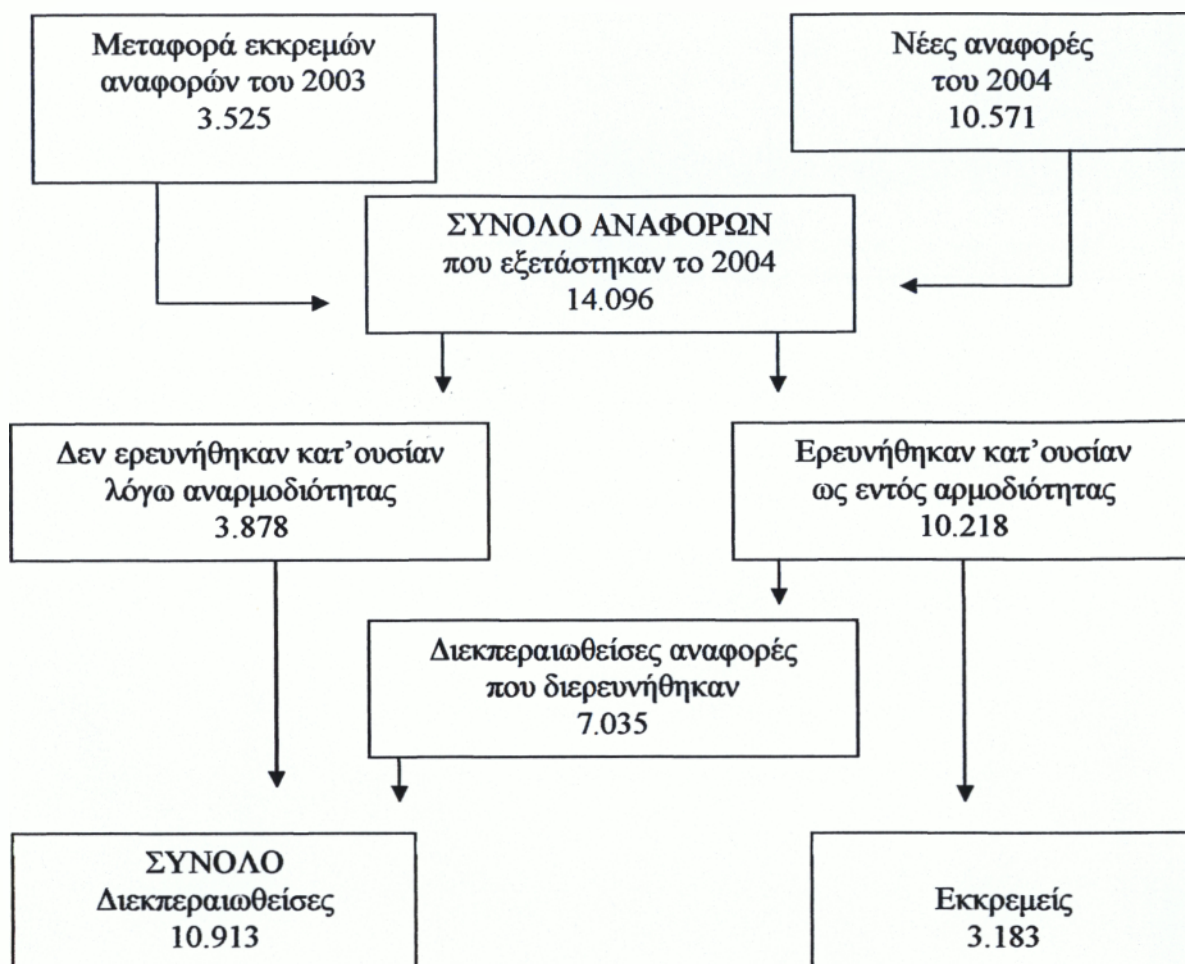 Μεταφορά εκκρεμών
αναφορών του 2003
3.525
Νέες αναφορές
του 2004
10.571
ΣΥΝΟΛΟ ΑΝΑΦΟΡΩΝ
που εξετάστηκαν το 2004
14.096
Δεν ερευνήθηκαν κατ’ουσίαν
λόγω αναρμοδιότητας
3.878
Ερευνήθηκαν κατ’ουσίαν
ως εντός αρμοδιότητας
10.218
Διεκπεραιωθείσες αναφορές
που διερευνήθηκαν
7.035
ΣΥΝΟΛΟ
Διεκπεραιωθείσες
10.913
Εκκρεμείς
3.183